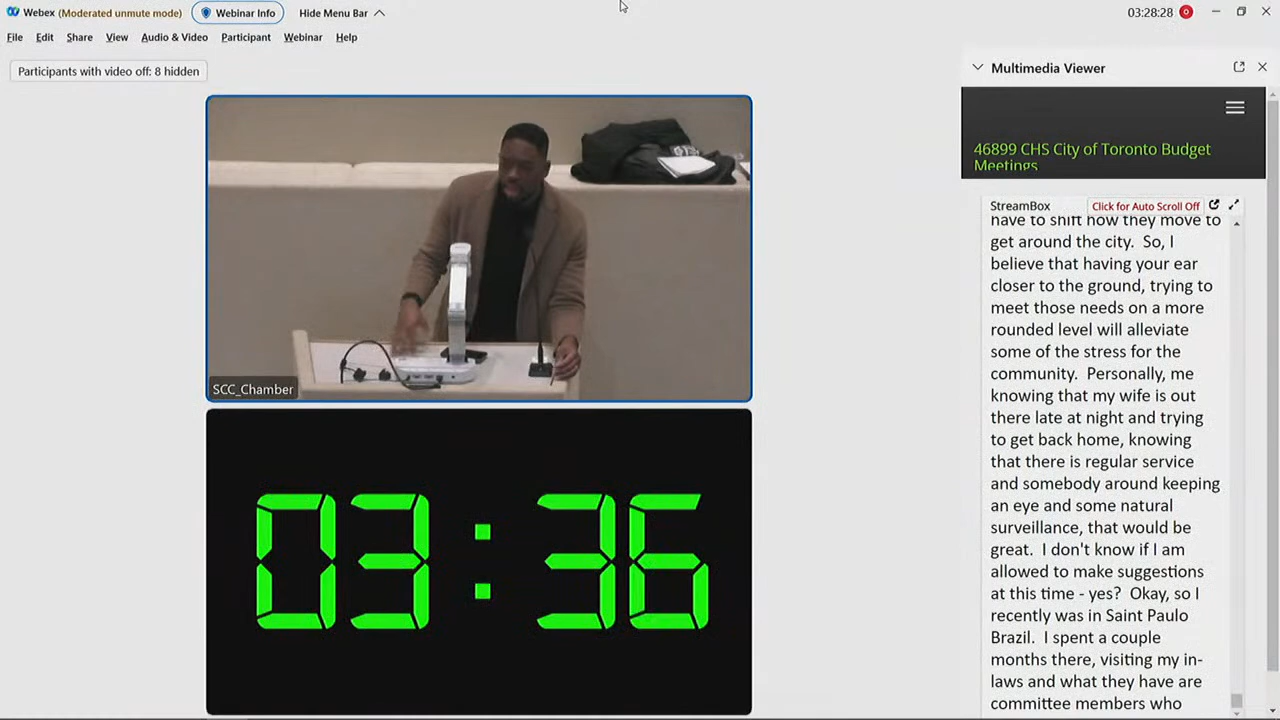 Webex (Moderated unmute mode) Webinar Info Hide Menu Bar 03:28:28
File Edit Share View Audio & Video Participant Webinar Help
Participants with video off: 8 hidden
Multimedia Viewer
46899 CHS City of Toronto Budget
Meetings
StreamBox Click for Auto Scroll Off
have to shift how they move to
get around the city. So, I
believe that having your ear
closer to the ground, trying to
meet those needs on a more
rounded level will alleviate
some of the stress for the
community. Personally, me
knowing that my wife is out
there late at night and trying
to get back home, knowing
that there is regular service
and somebody around keeping
an eye and some natural
surveillance, that would be
great. I don't know if I am
allowed to make suggestions
at this time - yes? Okay, so I
recently was in Saint Paulo
Brazil. I spent a couple
months there, visiting my in-
laws and what they have are
committee members who
SCC_Chamber
03:36